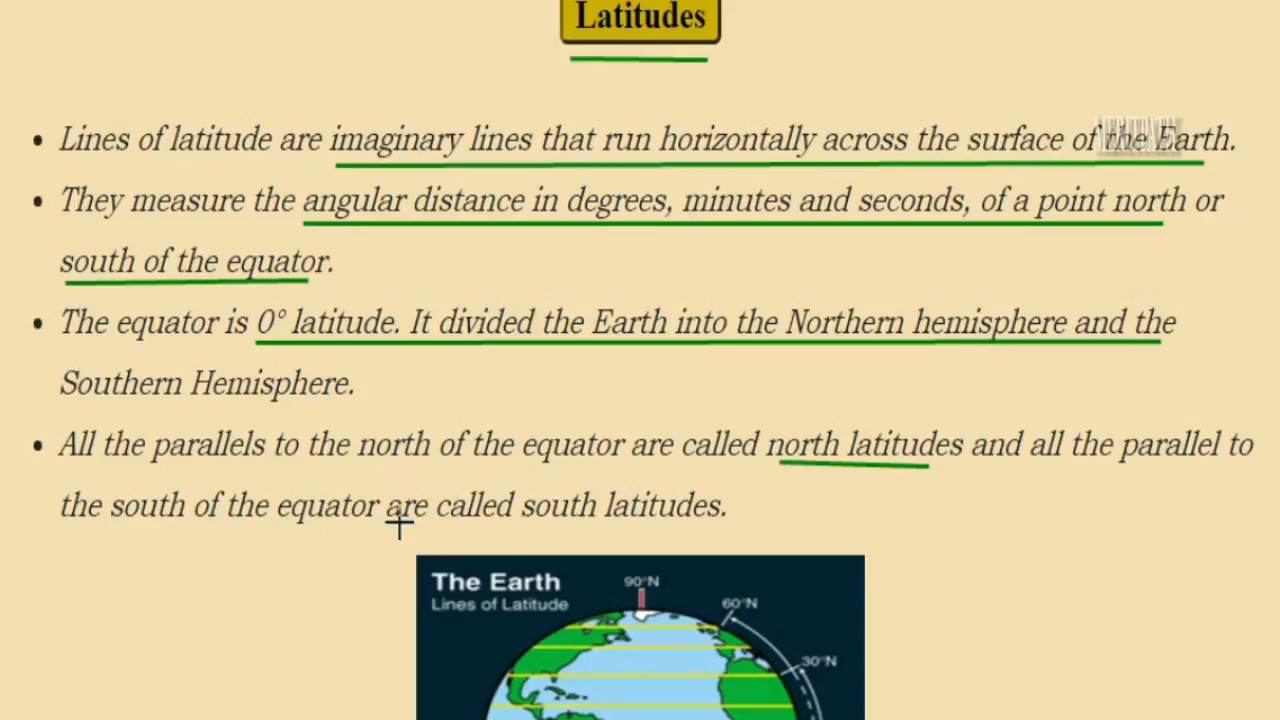 Latitudes
• Lines of latitude are imaginary lines that run horizontally across the surface of the Earth.
• They measure the angular distance in degrees, minutes and seconds, of a point north or
south of the equator.
• The equator is 0° latitude. It divided the Earth into the Northern hemisphere and the
Southern Hemisphere.
• All the parallels to the north of the equator are called north latitudes and all the parallel to
the south of the equator are called south latitudes.
The Earth
Lines of Latitude
90°N
60°N
30°N